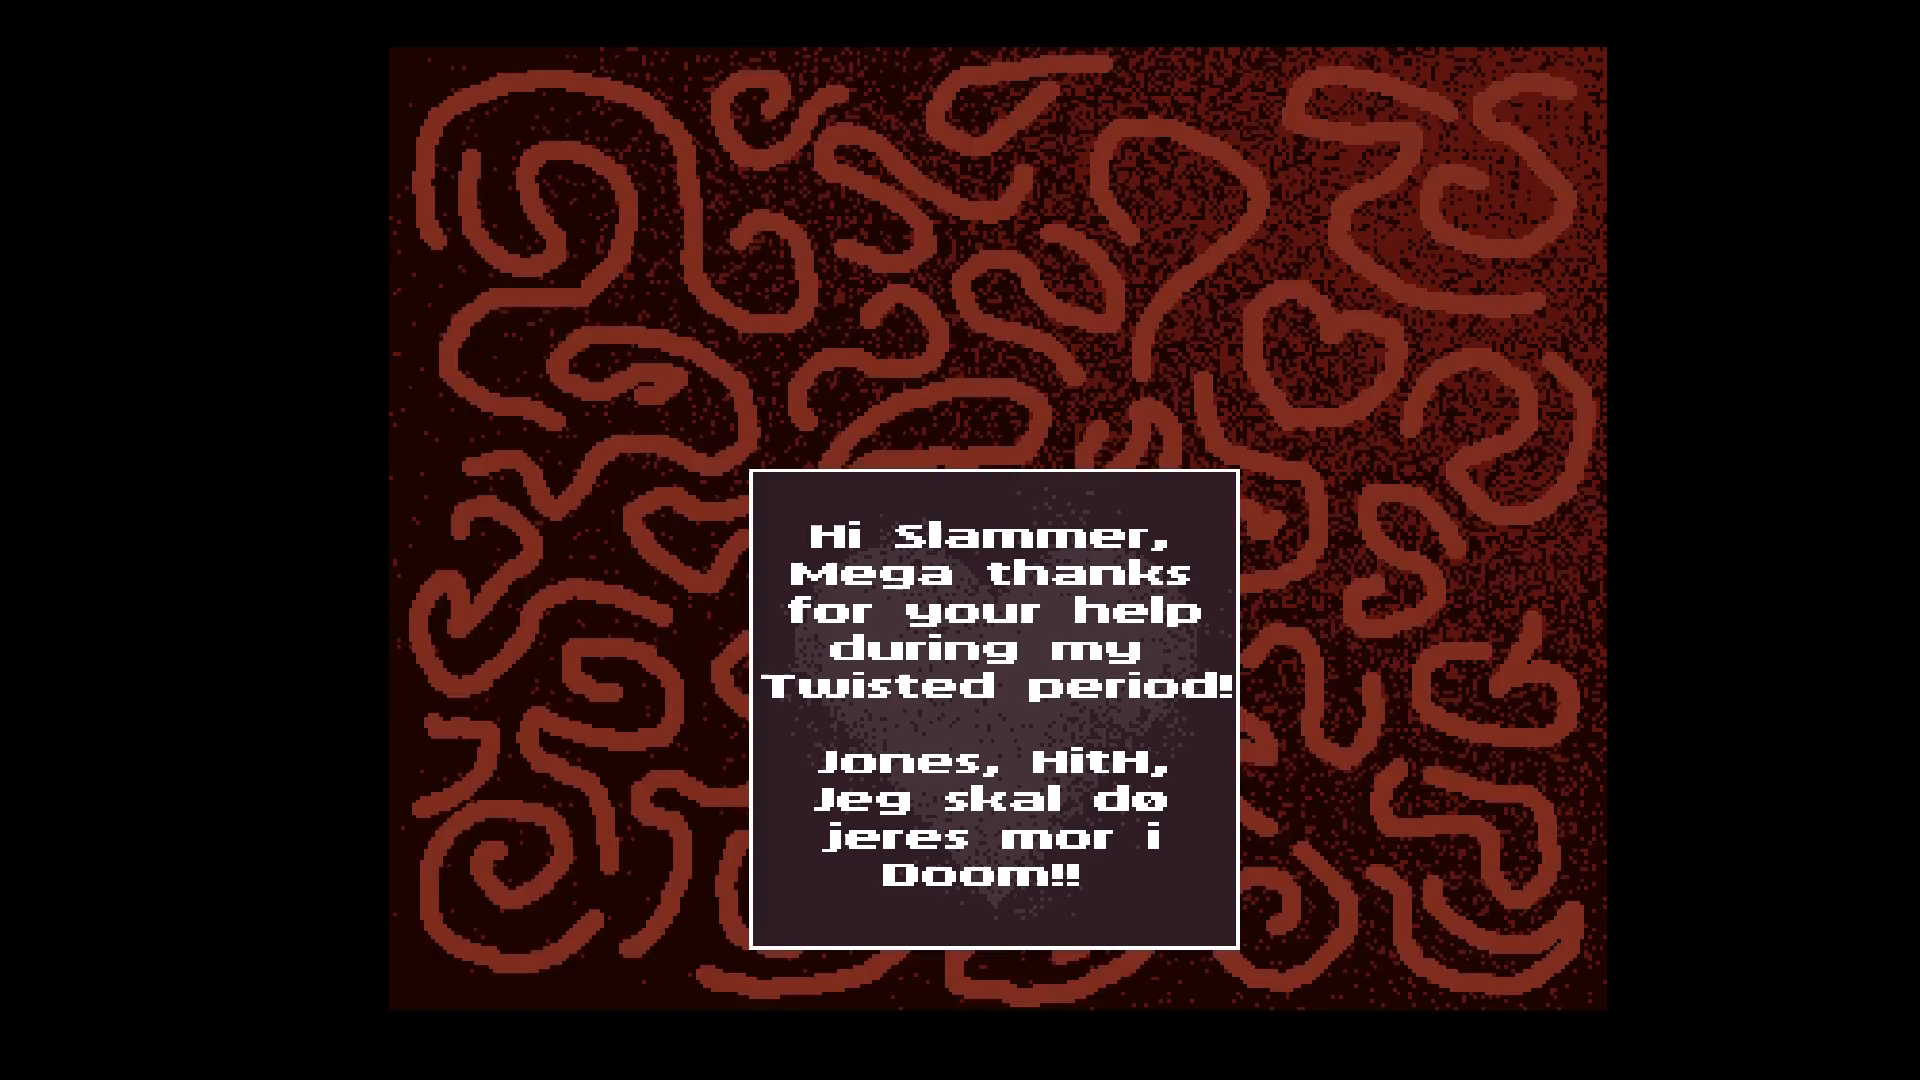 Hi Slammer,
Mega thanks
for your help
during my
Twisted period!
Jones, HitH,
Jeg skal dø
jeres mor i
Doom!!